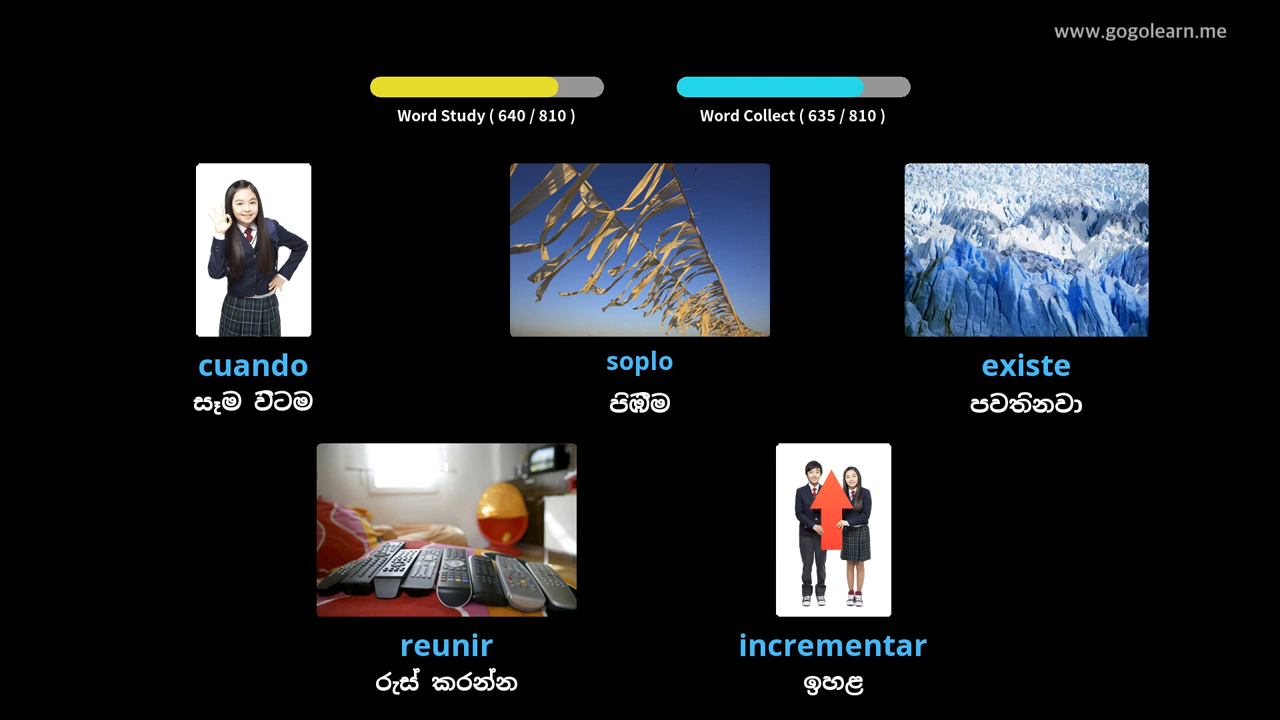 www.gogolearn.me
Word Study ( 640 / 810 )
Word Collect ( 635 / 810 )
cuando
සෑම විටම
soplo
පිඹීම
existe
පවතිනවා
reunir
රුස් කරන්න
incrementar
ඉහළ